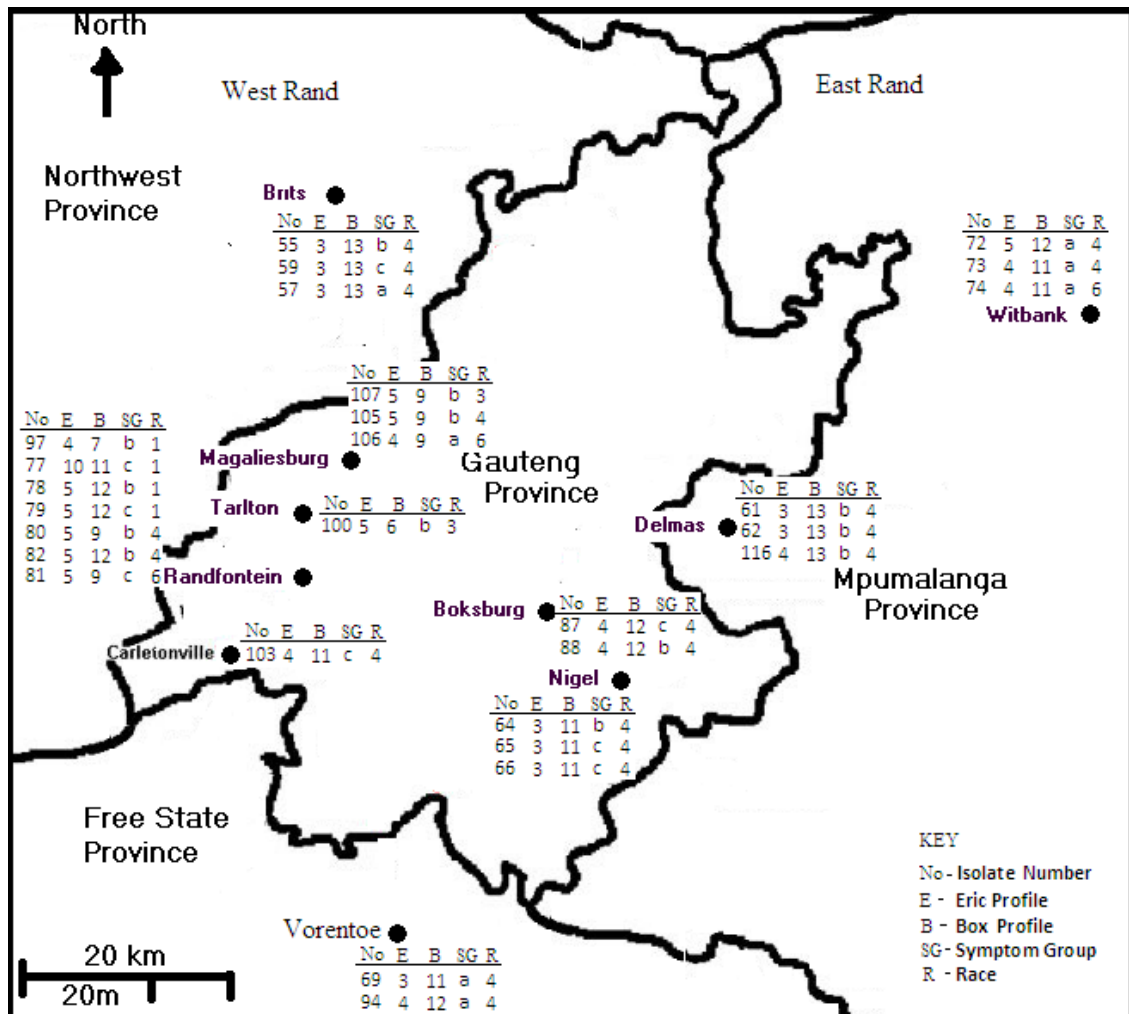 North
West Rand
East Rand
Northwest
Province
Brits
No E B SG R
55 3 13 b 4
59 3 13 c 4
57 3 13 a 4
No E B SG R
72 5 12 a 4
73 4 11 a 4
74 4 11 a 6
Witbank
No E B SG R
107 5 9 b 3
105 5 9 b 4
106 4 9 a 6
Magaliesburg
Gauteng
Province
No E B SG R
97 4 7 b 1
77 10 11 c 1
78 5 12 b 1
79 5 12 c 1
80 5 9 b 4
82 5 12 b 4
81 5 9 c 6
Tarlton
No E B SG R
100 5 6 b 3
Randfontein
Delmas
No E B SG R
61 3 13 b 4
62 3 13 b 4
116 4 13 b 4
Mpumalanga
Province
Boksburg
No E B SG R
87 4 12 c 4
88 4 12 b 4
Carletonville
No E B SG R
103 4 11 c 4
Nigel
No E B SG R
64 3 11 b 4
65 3 11 c 4
66 3 11 c 4
Free State
Province
Vorentoe
No E B SG R
69 3 11 a 4
94 4 12 a 4
20 km
20m
KEY
No - Isolate Number
E - Eric Profile
B - Box Profile
SG - Symptom Group
R - Race